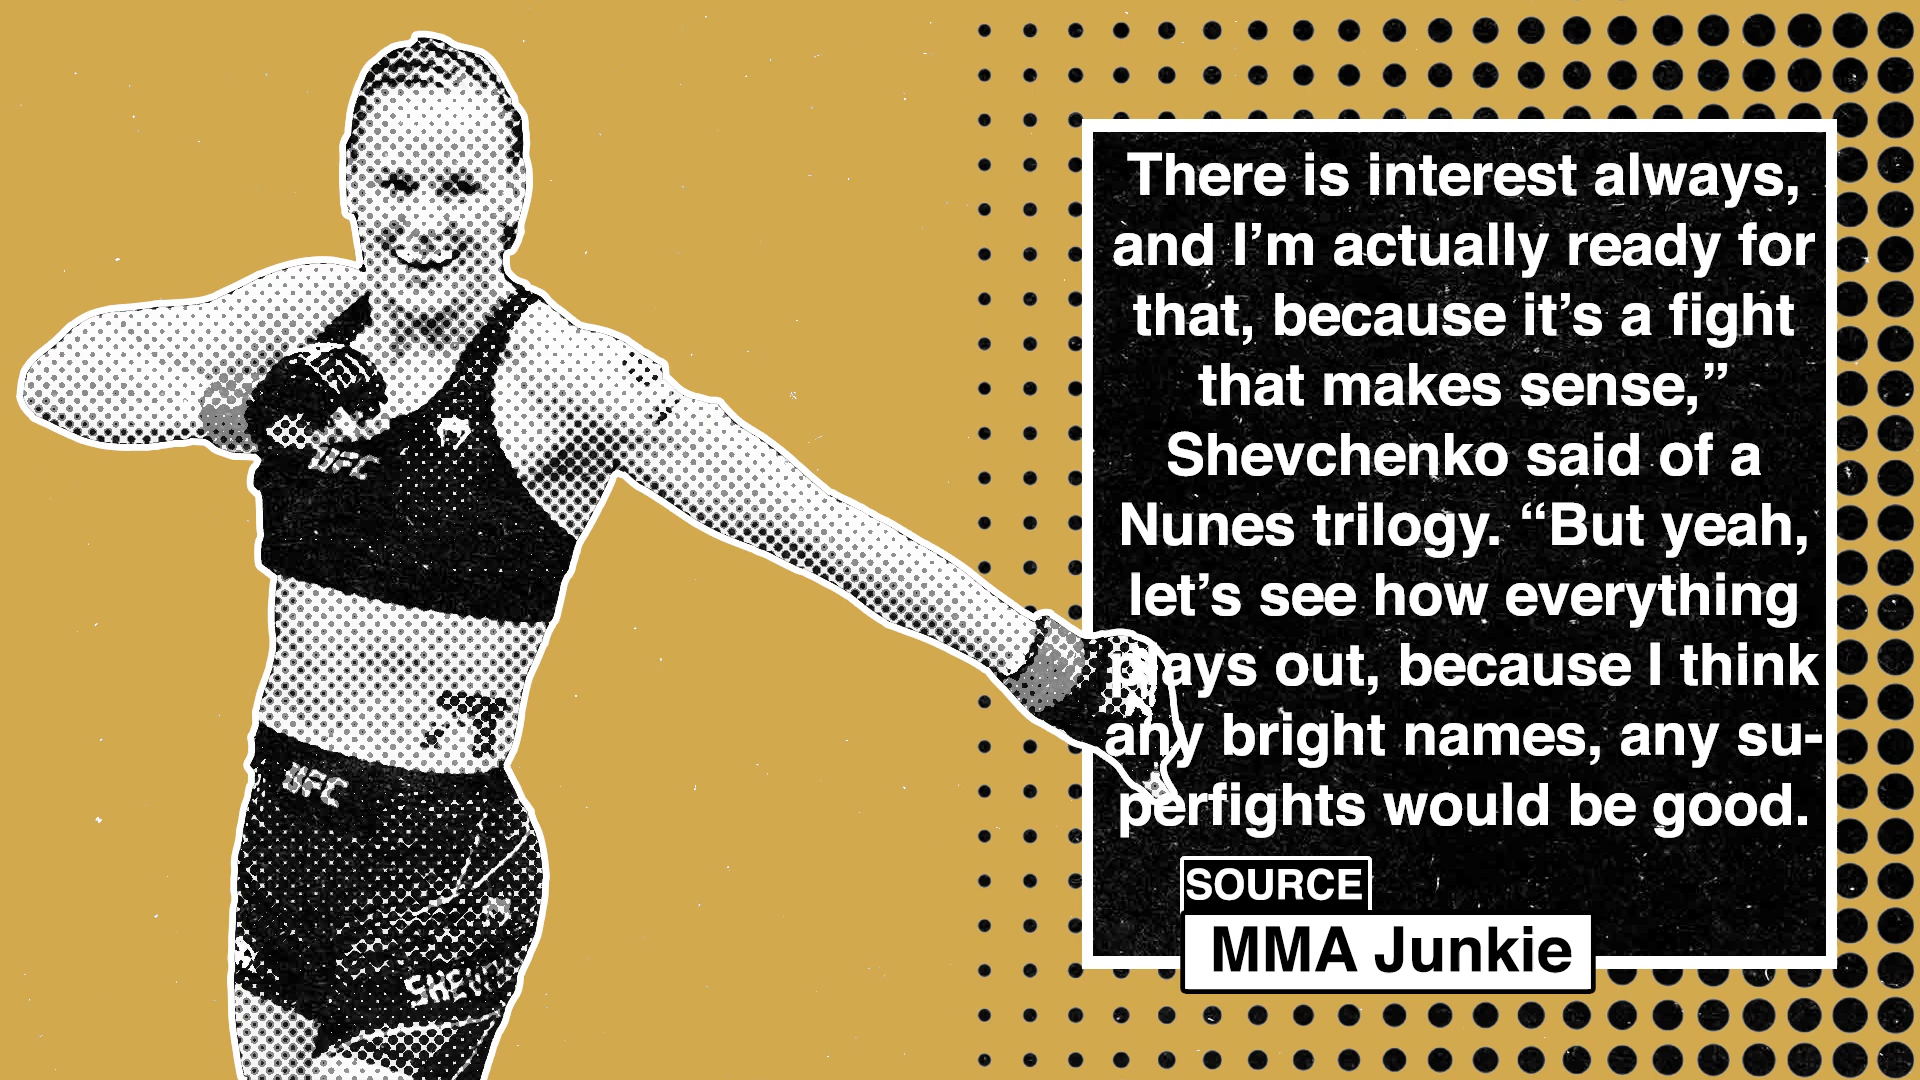 There is interest always,
and I’m actually ready for
that, because it’s a fight
that makes sense,”
Shevchenko said of a
Nunes trilogy. “But yeah,
let’s see how everything
plays out, because I think
any bright names, any su-
perfights would be good.
SOURCE
MMA Junkie
UFC
UFC